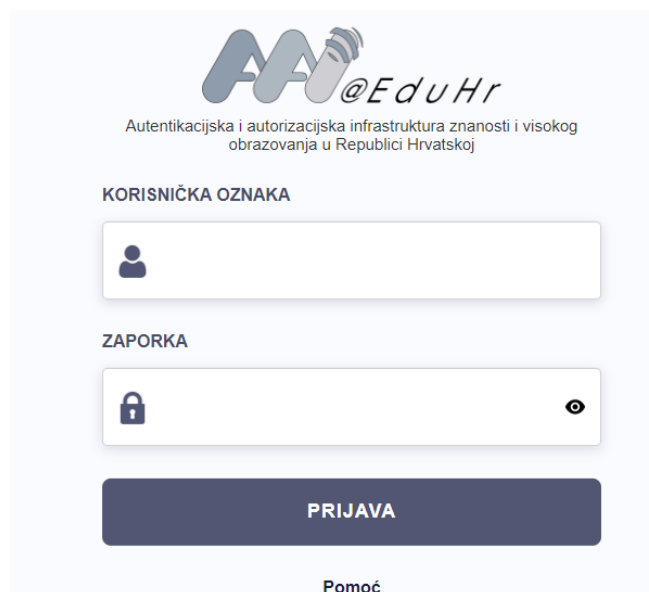 AAI@EduHr
Autentikacijska i autorizacijska infrastruktura znanosti i visokog
obrazovanja u Republici Hrvatskoj
KORISNIČKA OZNAKA
ZAPORKA
PRIJAVA
Pomoć